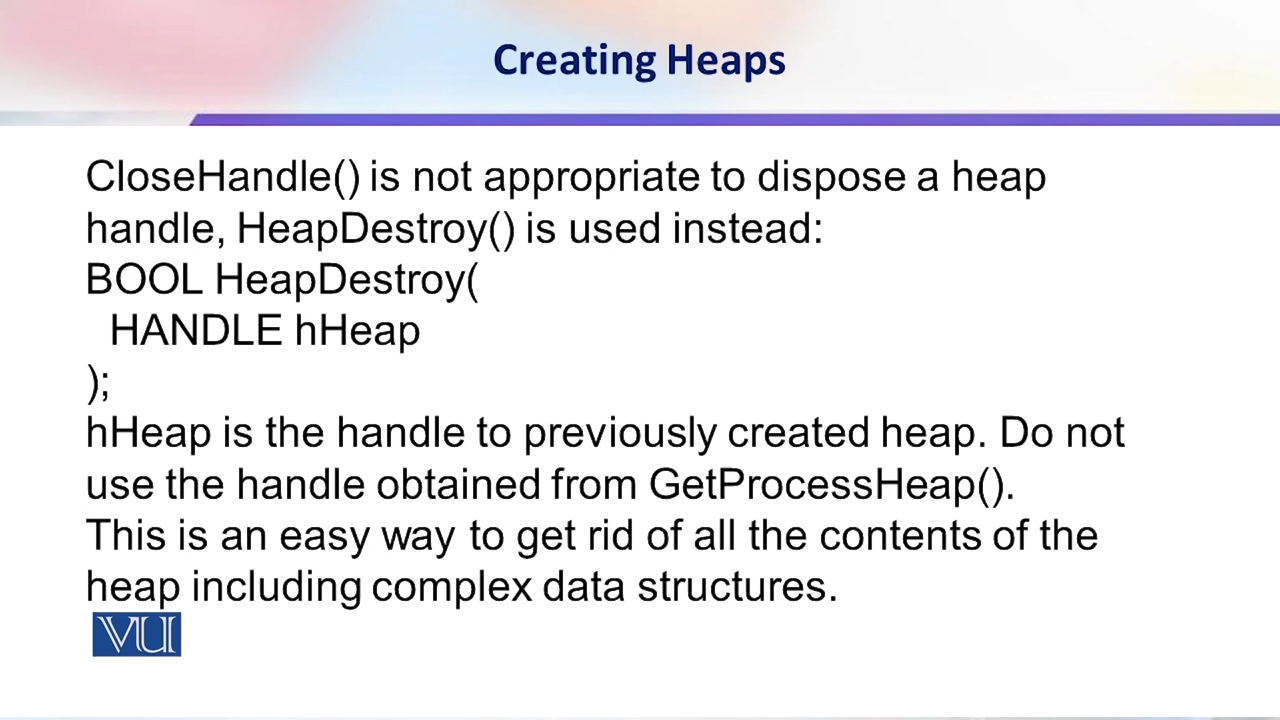 Creating Heaps
CloseHandle() is not appropriate to dispose a heap
handle, HeapDestroy() is used instead:
BOOL HeapDestroy(
  HANDLE hHeap
);
hHeap is the handle to previously created heap. Do not
use the handle obtained from GetProcessHeap().
This is an easy way to get rid of all the contents of the
heap including complex data structures.
VU